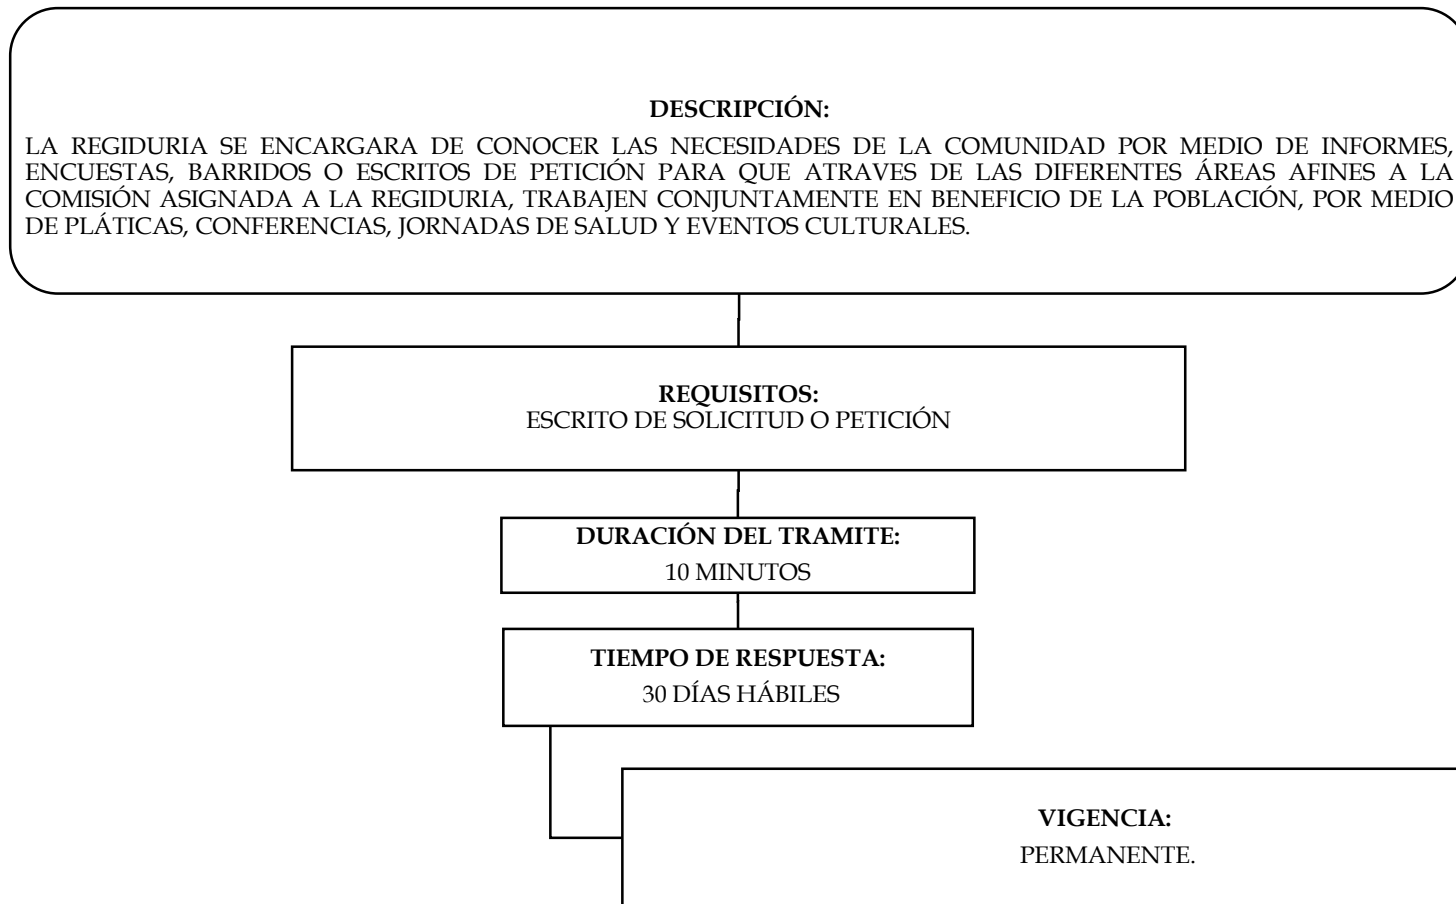 DESCRIPCIÓN:
LA REGIDURIA SE ENCARGARA DE CONOCER LAS NECESIDADES DE LA COMUNIDAD POR MEDIO DE INFORMES,
ENCUESTAS, BARRIDOS O ESCRITOS DE PETICIÓN PARA QUE ATRAVES DE LAS DIFERENTES ÁREAS AFINES A LA
COMISIÓN ASIGNADA A LA REGIDURIA, TRABAJEN CONJUNTAMENTE EN BENEFICIO DE LA POBLACIÓN, POR MEDIO
DE PLÁTICAS, CONFERENCIAS, JORNADAS DE SALUD Y EVENTOS CULTURALES.
REQUISITOS:
ESCRITO DE SOLICITUD O PETICIÓN
DURACIÓN DEL TRAMITE:
10 MINUTOS
TIEMPO DE RESPUESTA:
30 DÍAS HÁBILES
VIGENCIA:
PERMANENTE.